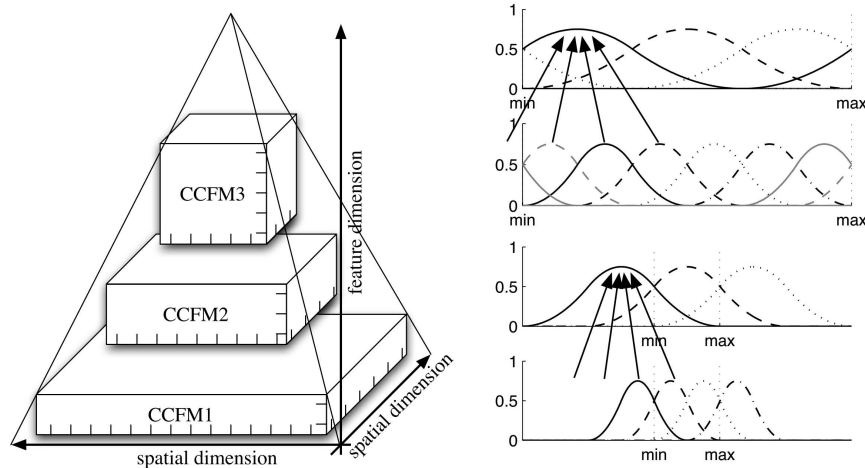 CCFM3
CCFM2
CCFM1
feature dimension
spatial dimension
spatial dimension
1
0.5
0
min
max
1
0.5
0
min
max
1
0.5
0
min
max
1
0.5
0
min
max